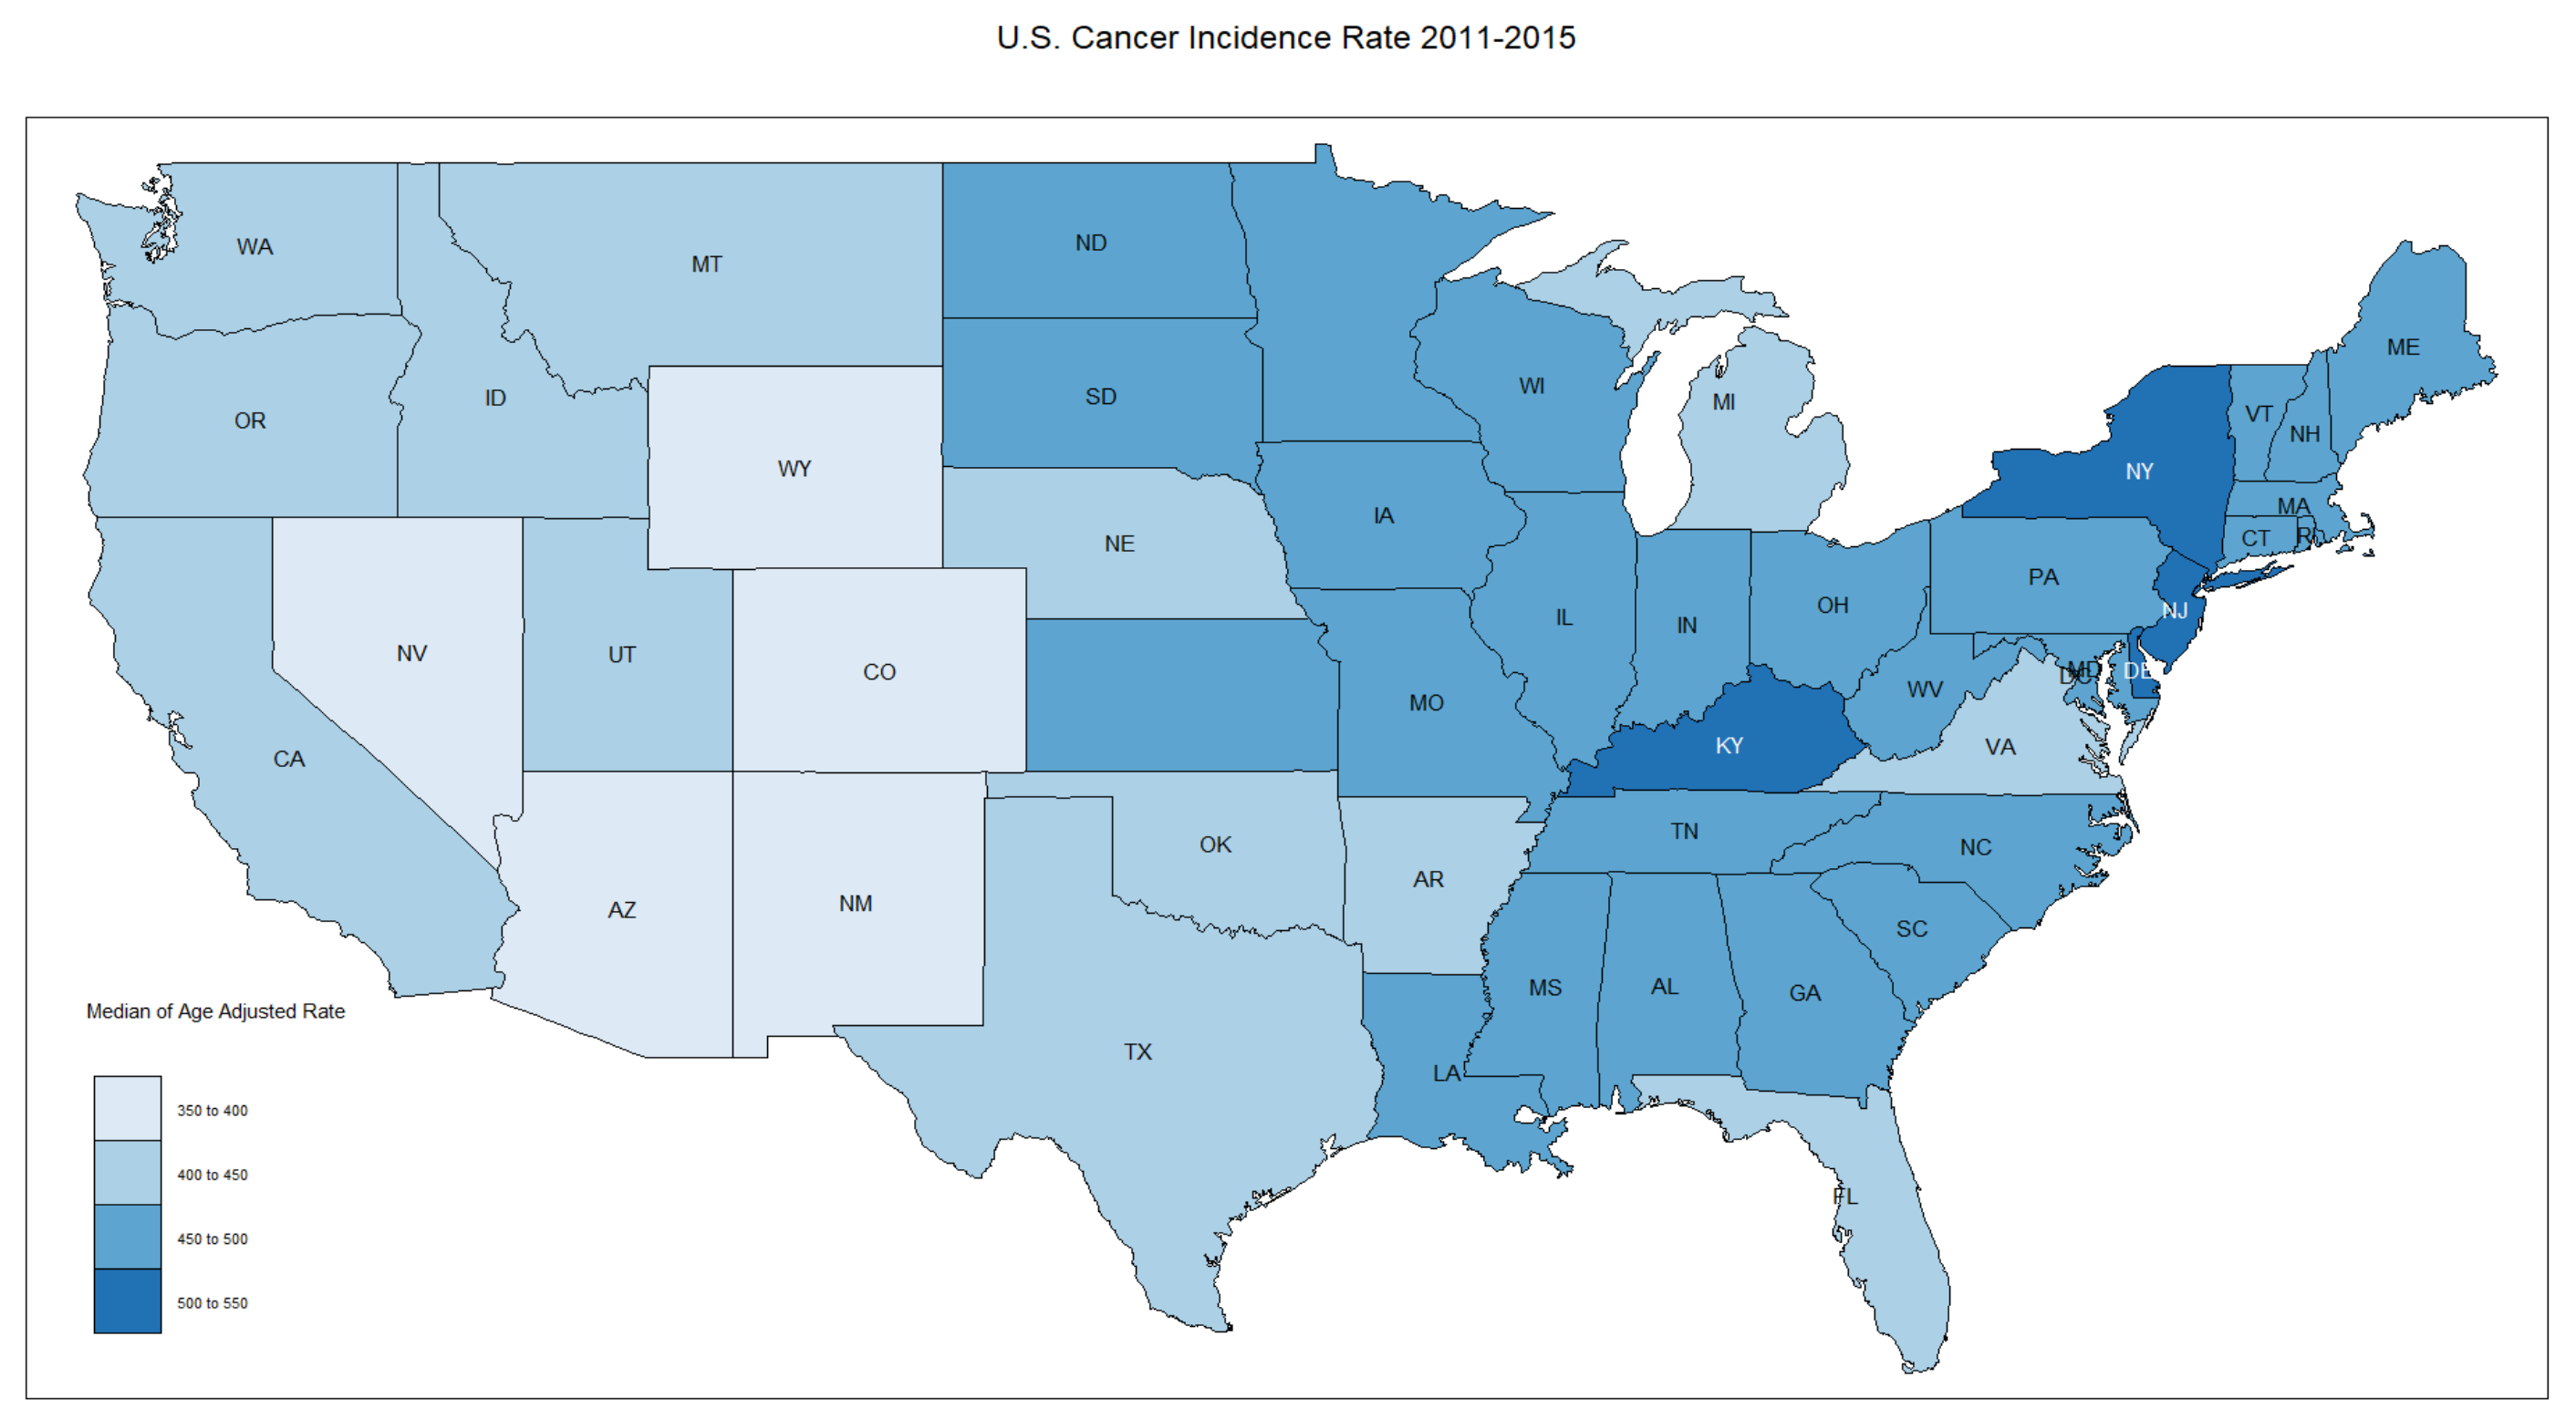 U.S. Cancer Incidence Rate 2011-2015
WA
MT
ND
OR
ID
WY
SD
WI
MI
ME
VT
NH
NY
MA
CT
RI
NE
IA
PA
NJ
NV
UT
CO
IL
IN
OH
MD
DC
DE
CA
MO
WV
KY
VA
OK
AR
TN
NC
AZ
NM
SC
MS
AL
GA
TX
LA
FL
Median of Age Adjusted Rate
350 to 400
400 to 450
450 to 500
500 to 550